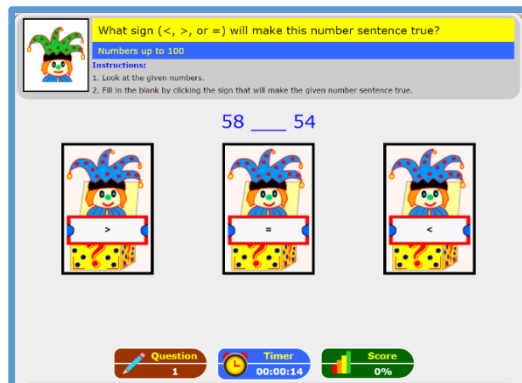 What sign (<, >, or =) will make this number sentence true?
Numbers up to 100
Instructions:
1. Look at the given numbers.
2. Fill in the blank by clicking the sign that will make the given number sentence true.
58 ___ 54
>
=
<
Question
1
Timer
00:00:14
Score
0%